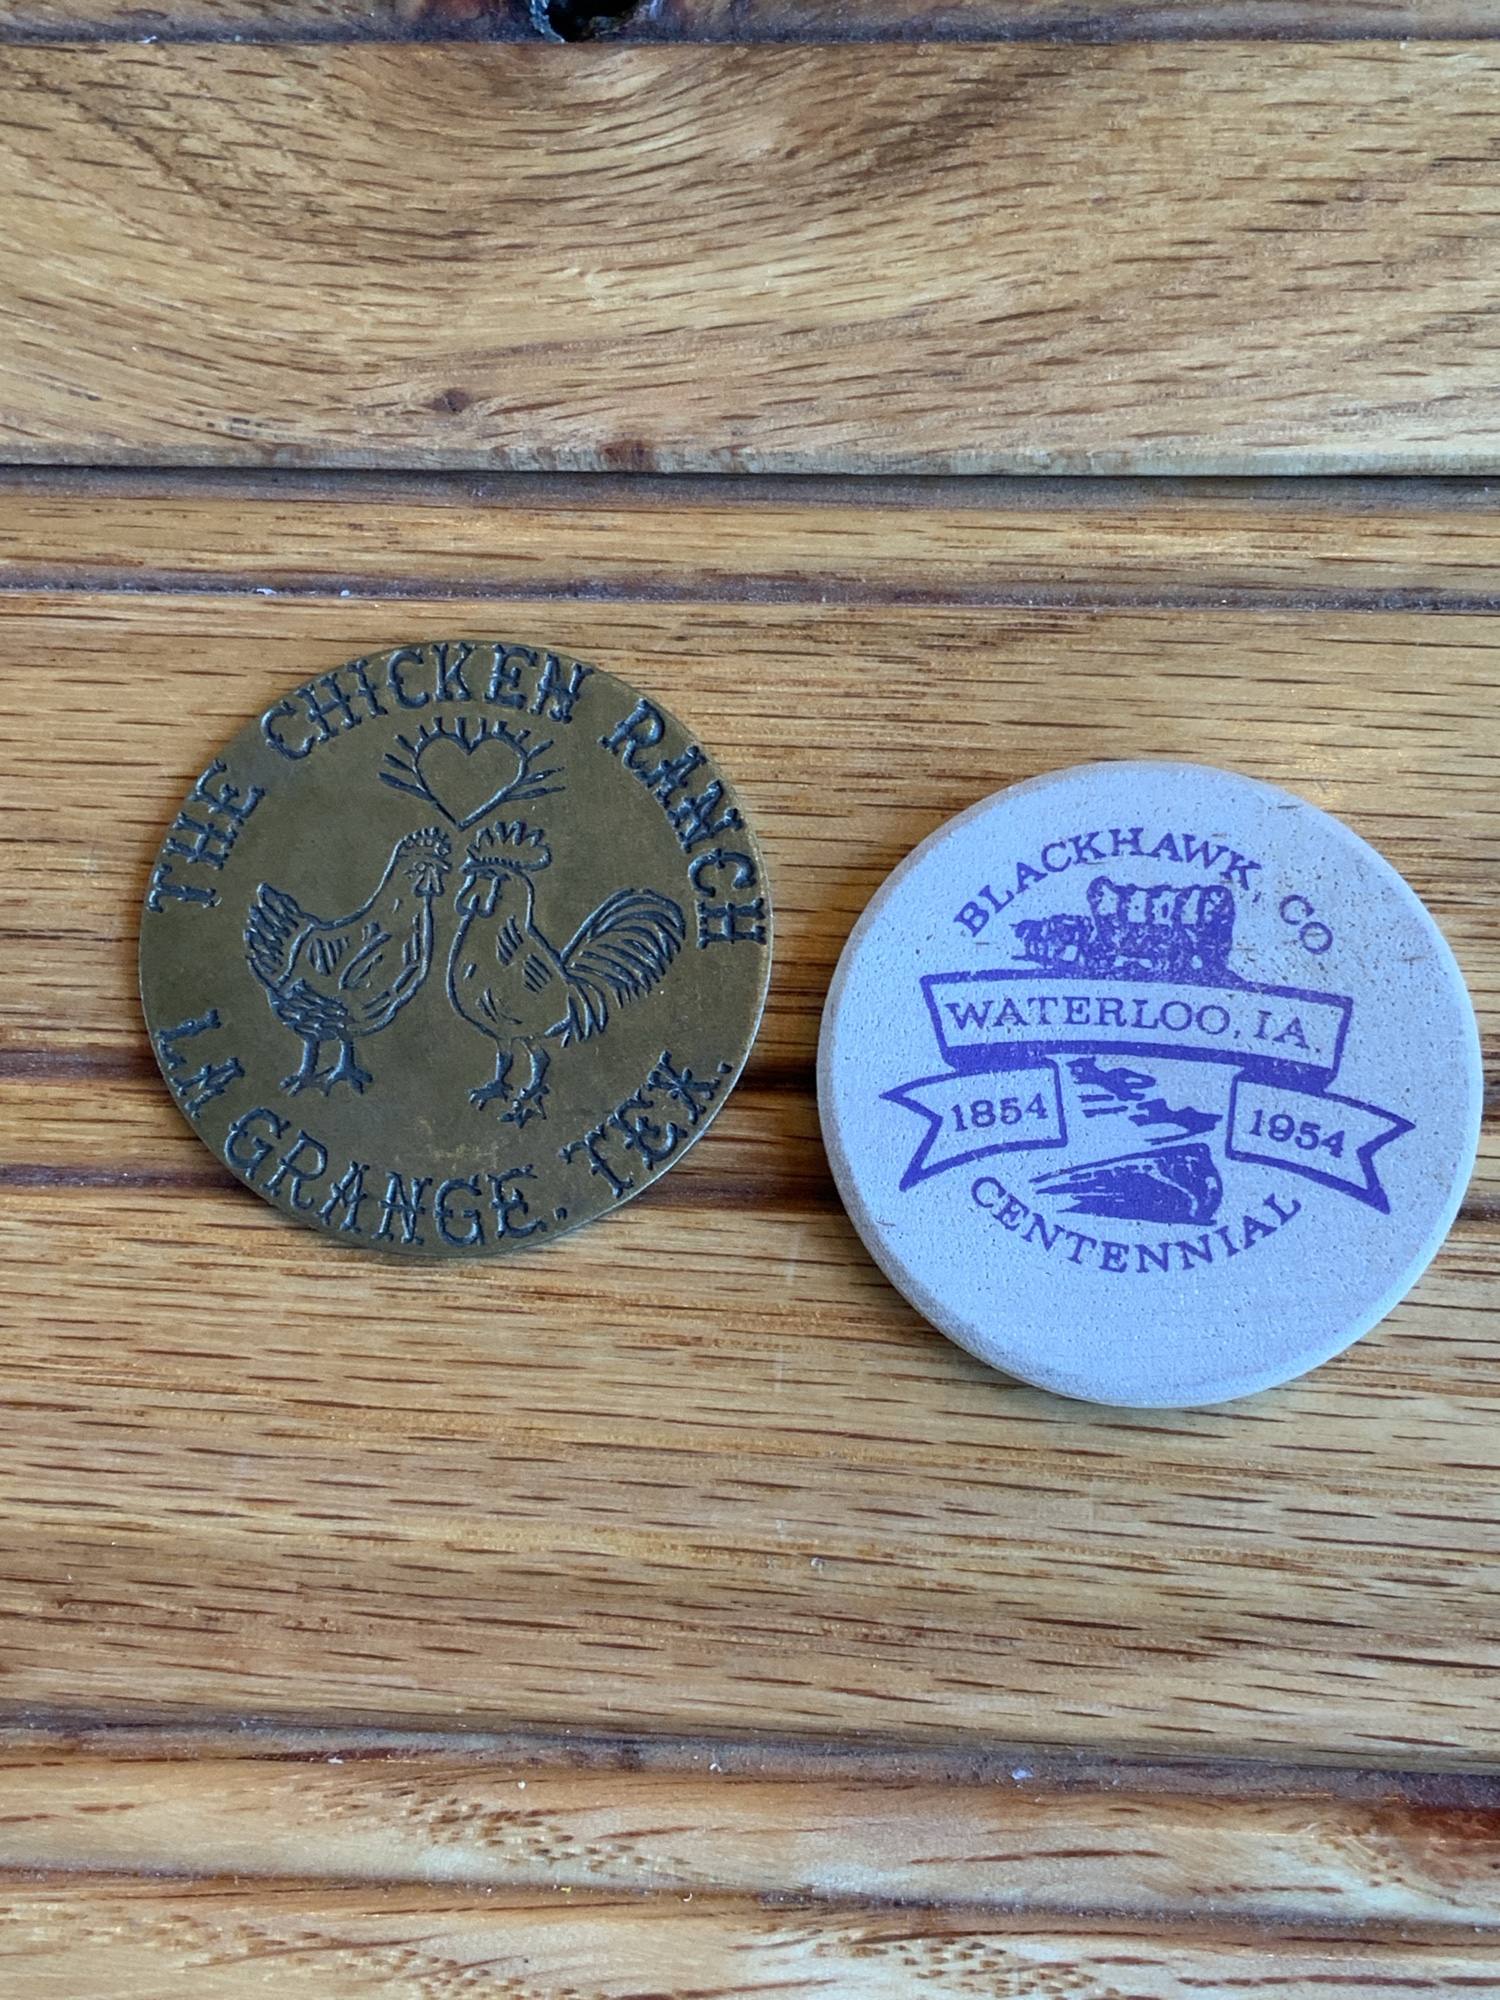 THE CHICKEN RANCH
LA GRANGE. TEX.
BLACKHAWK, CO
WATERLOO, IA.
1854 1954
CENTENNIAL